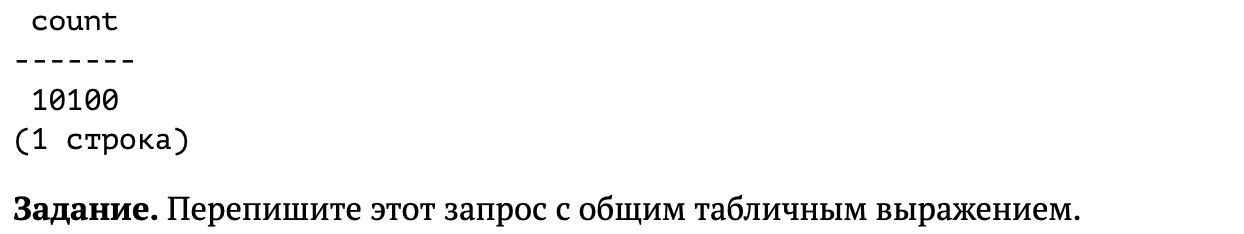 count
-------
10100
(1 строка)
Задание. Перепишите этот запрос с общим табличным выражением.